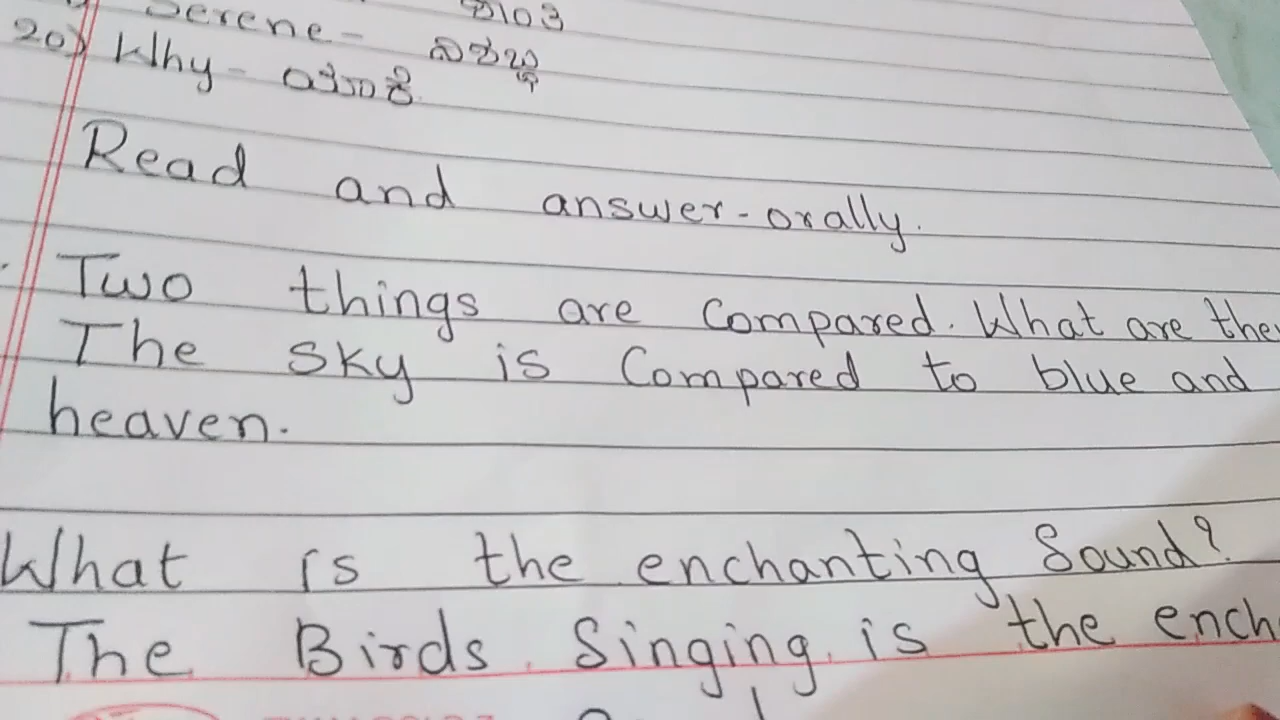 Serene-
20) Why- ಯಾಕೆ
Read and answer-orally.
Two things are Compared. What are the
The sky is Compared to blue and
heaven.
What is the enchanting Sound?
The Birds Singing is the ench